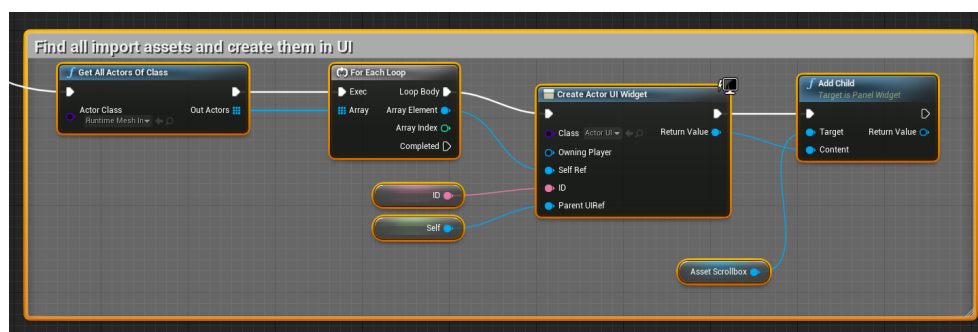 Find all import assets and create them in UI
f Get All Actors Of Class
Actor Class
Runtime Mesh In
Out Actors
For Each Loop
Exec
Loop Body
Array
Array Element
Array Index
Completed
Create Actor UI Widget
Class
Actor UI
Return Value
Owning Player
Self Ref
ID
Parent UIRef
f Add Child
Target is Panel Widget
Target
Return Value
Content
ID
Self
Asset Scrollbox